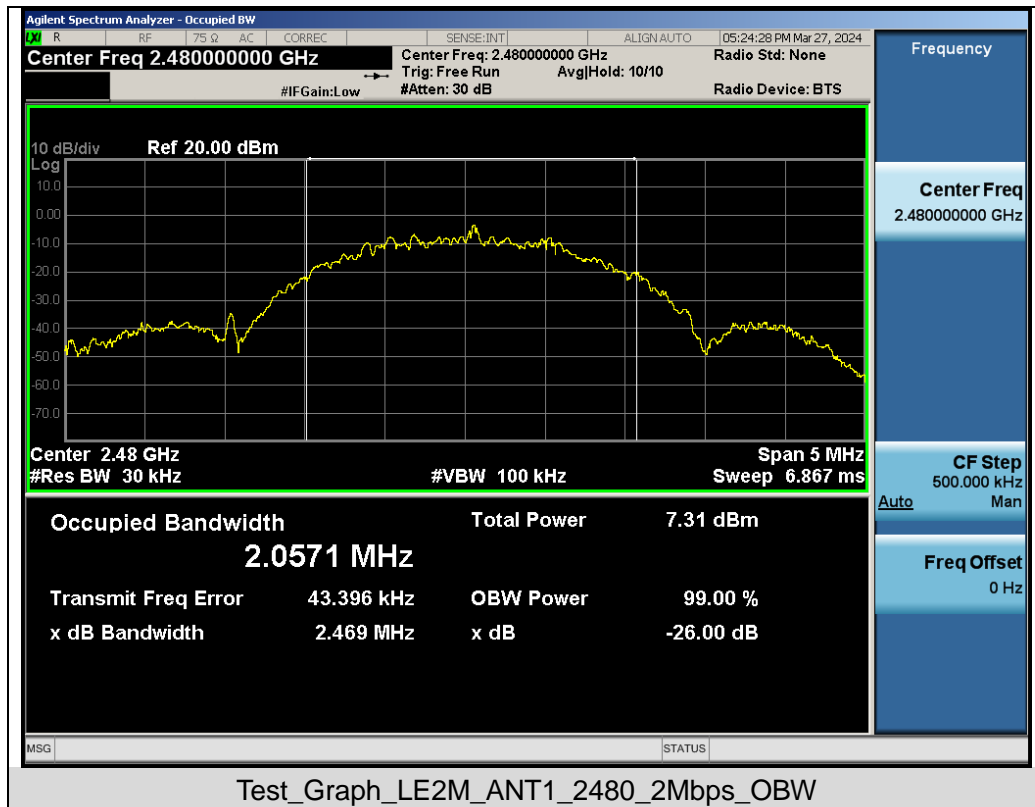 Agilent Spectrum Analyzer - Occupied BW
LXI R RF 75 Ω AC CORREC SENSE:INT ALIGN AUTO 05:24:28 PM Mar 27, 2024
Center Freq 2.480000000 GHz
Center Freq: 2.480000000 GHz
Radio Std: None
Trig: Free Run Avg|Hold: 10/10
#IFGain:Low
#Atten: 30 dB
Radio Device: BTS
10 dB/div Ref 20.00 dBm
Log
10.0
0.00
-10.0
-20.0
-30.0
-40.0
-50.0
-60.0
-70.0
Center 2.48 GHz Span 5 MHz
#Res BW 30 kHz #VBW 100 kHz Sweep 6.867 ms
Occupied Bandwidth Total Power 7.31 dBm
2.0571 MHz
Transmit Freq Error 43.396 kHz OBW Power 99.00 %
x dB Bandwidth 2.469 MHz x dB -26.00 dB
MSG STATUS
Frequency
Center Freq
2.480000000 GHz
CF Step
500.000 kHz
Auto Man
Freq Offset
0 Hz
Test_Graph_LE2M_ANT1_2480_2Mbps_OBW